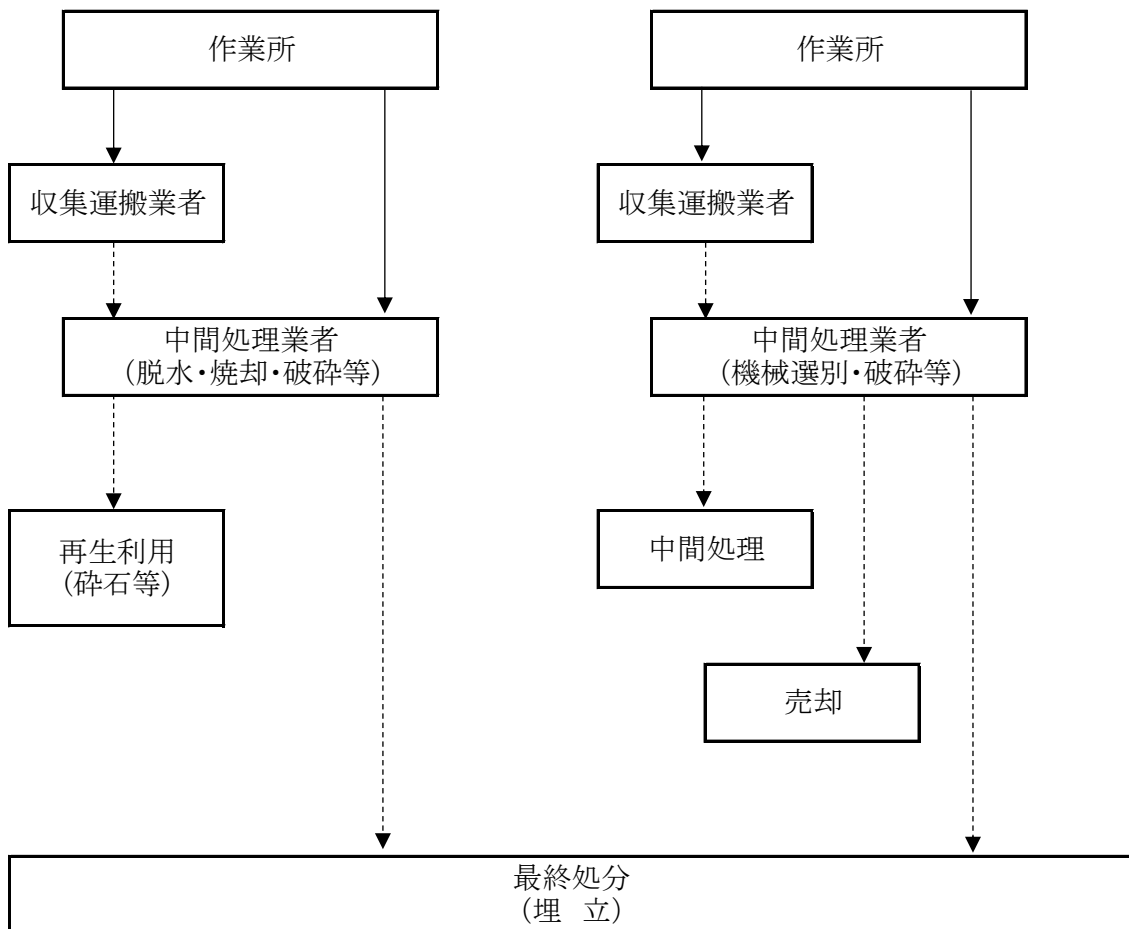 作業所
作業所
収集運搬業者
収集運搬業者
中間処理業者
(脱水・焼却・破砕等)
中間処理業者
(機械選別・破砕等)
再生利用
(砕石等)
中間処理
売却
最終処分
(埋 立)